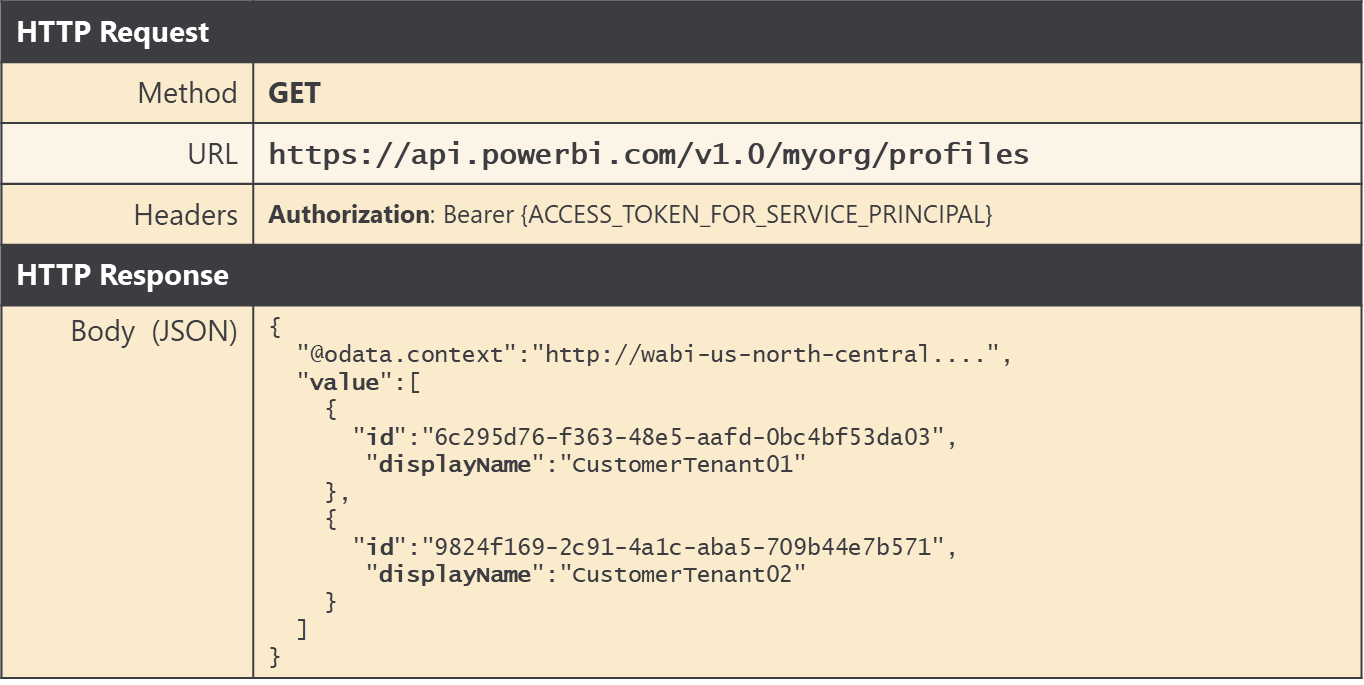 HTTP Request
Method GET
URL https://api.powerbi.com/v1.0/myorg/profiles
Headers Authorization: Bearer {ACCESS_TOKEN_FOR_SERVICE_PRINCIPAL}
HTTP Response
Body (JSON) {
"@odata.context":"http://wabi-us-north-central....",
"value":[
{
"id":"6c295d76-f363-48e5-aafd-0bc4bf53da03",
"displayName":"CustomerTenant01"
},
{
"id":"9824f169-2c91-4a1c-aba5-709b44e7b571",
"displayName":"CustomerTenant02"
}
]
}